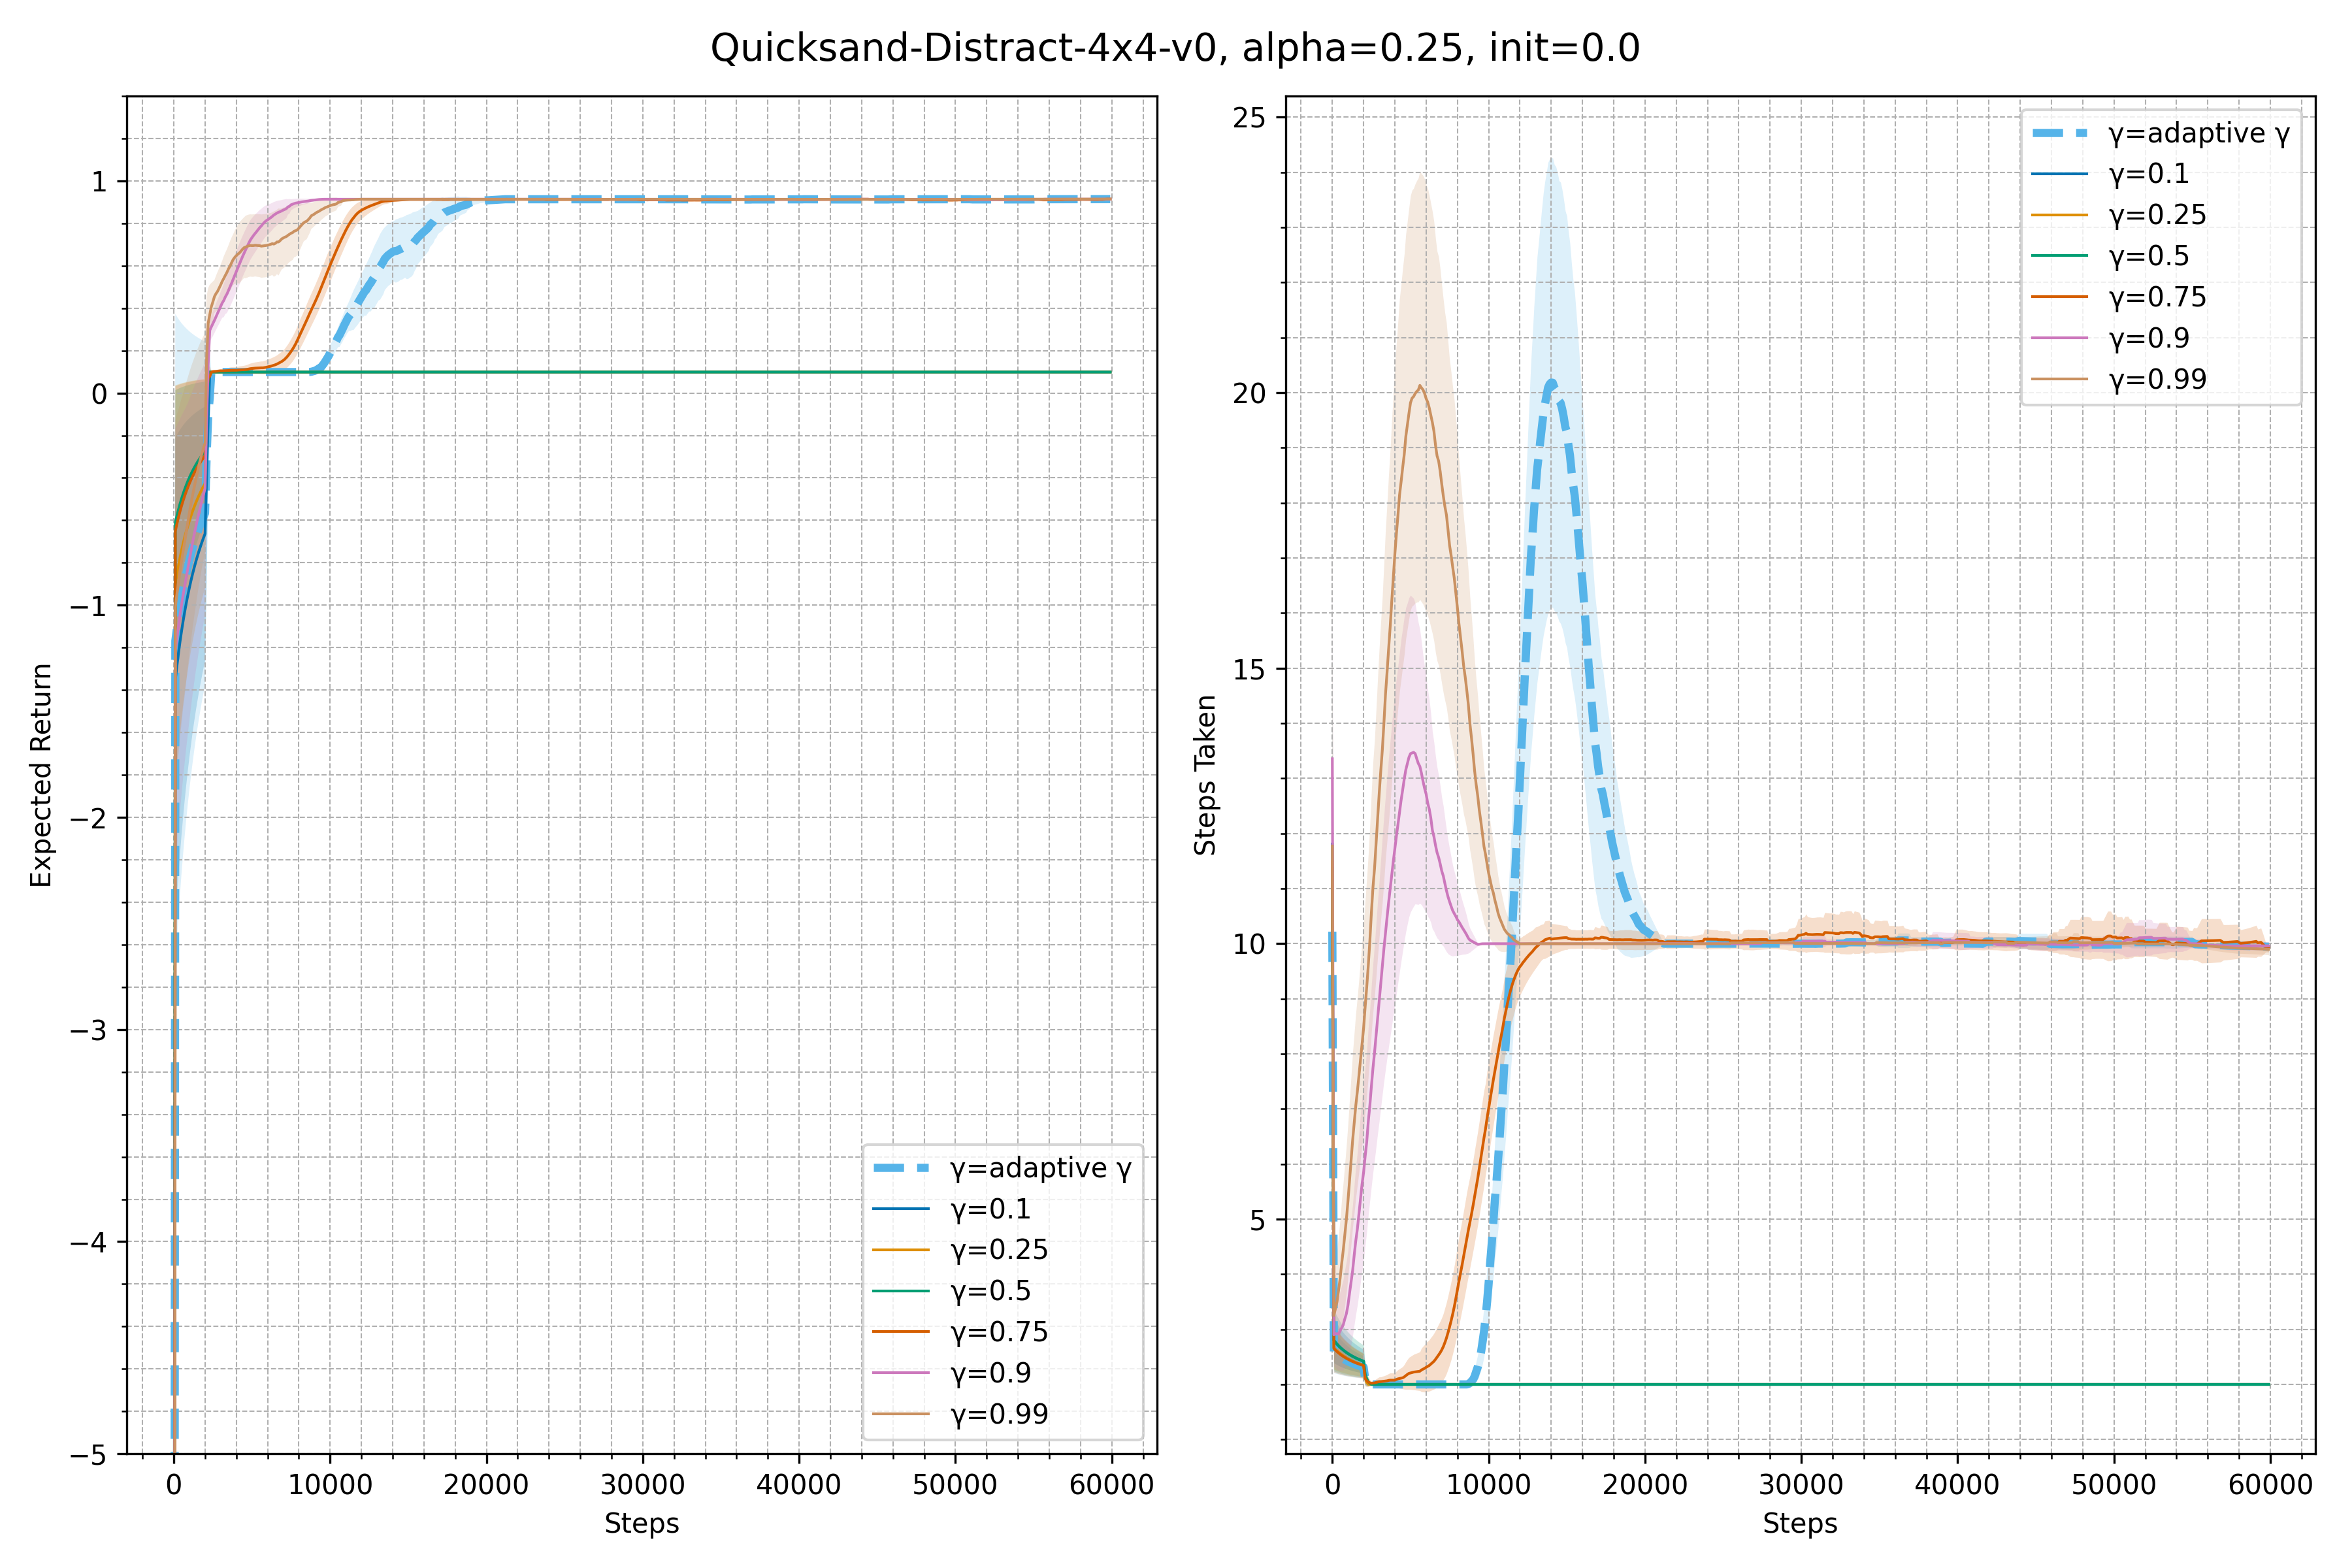 Quicksand-Distract-4x4-v0, alpha=0.25, init=0.0
Expected Return
1
0
−1
−2
−3
−4
−5
0 10000 20000 30000 40000 50000 60000
Steps
γ=adaptive γ
γ=0.1
γ=0.25
γ=0.5
γ=0.75
γ=0.9
γ=0.99
Steps Taken
25
20
15
10
5
0 10000 20000 30000 40000 50000 60000
Steps
γ=adaptive γ
γ=0.1
γ=0.25
γ=0.5
γ=0.75
γ=0.9
γ=0.99